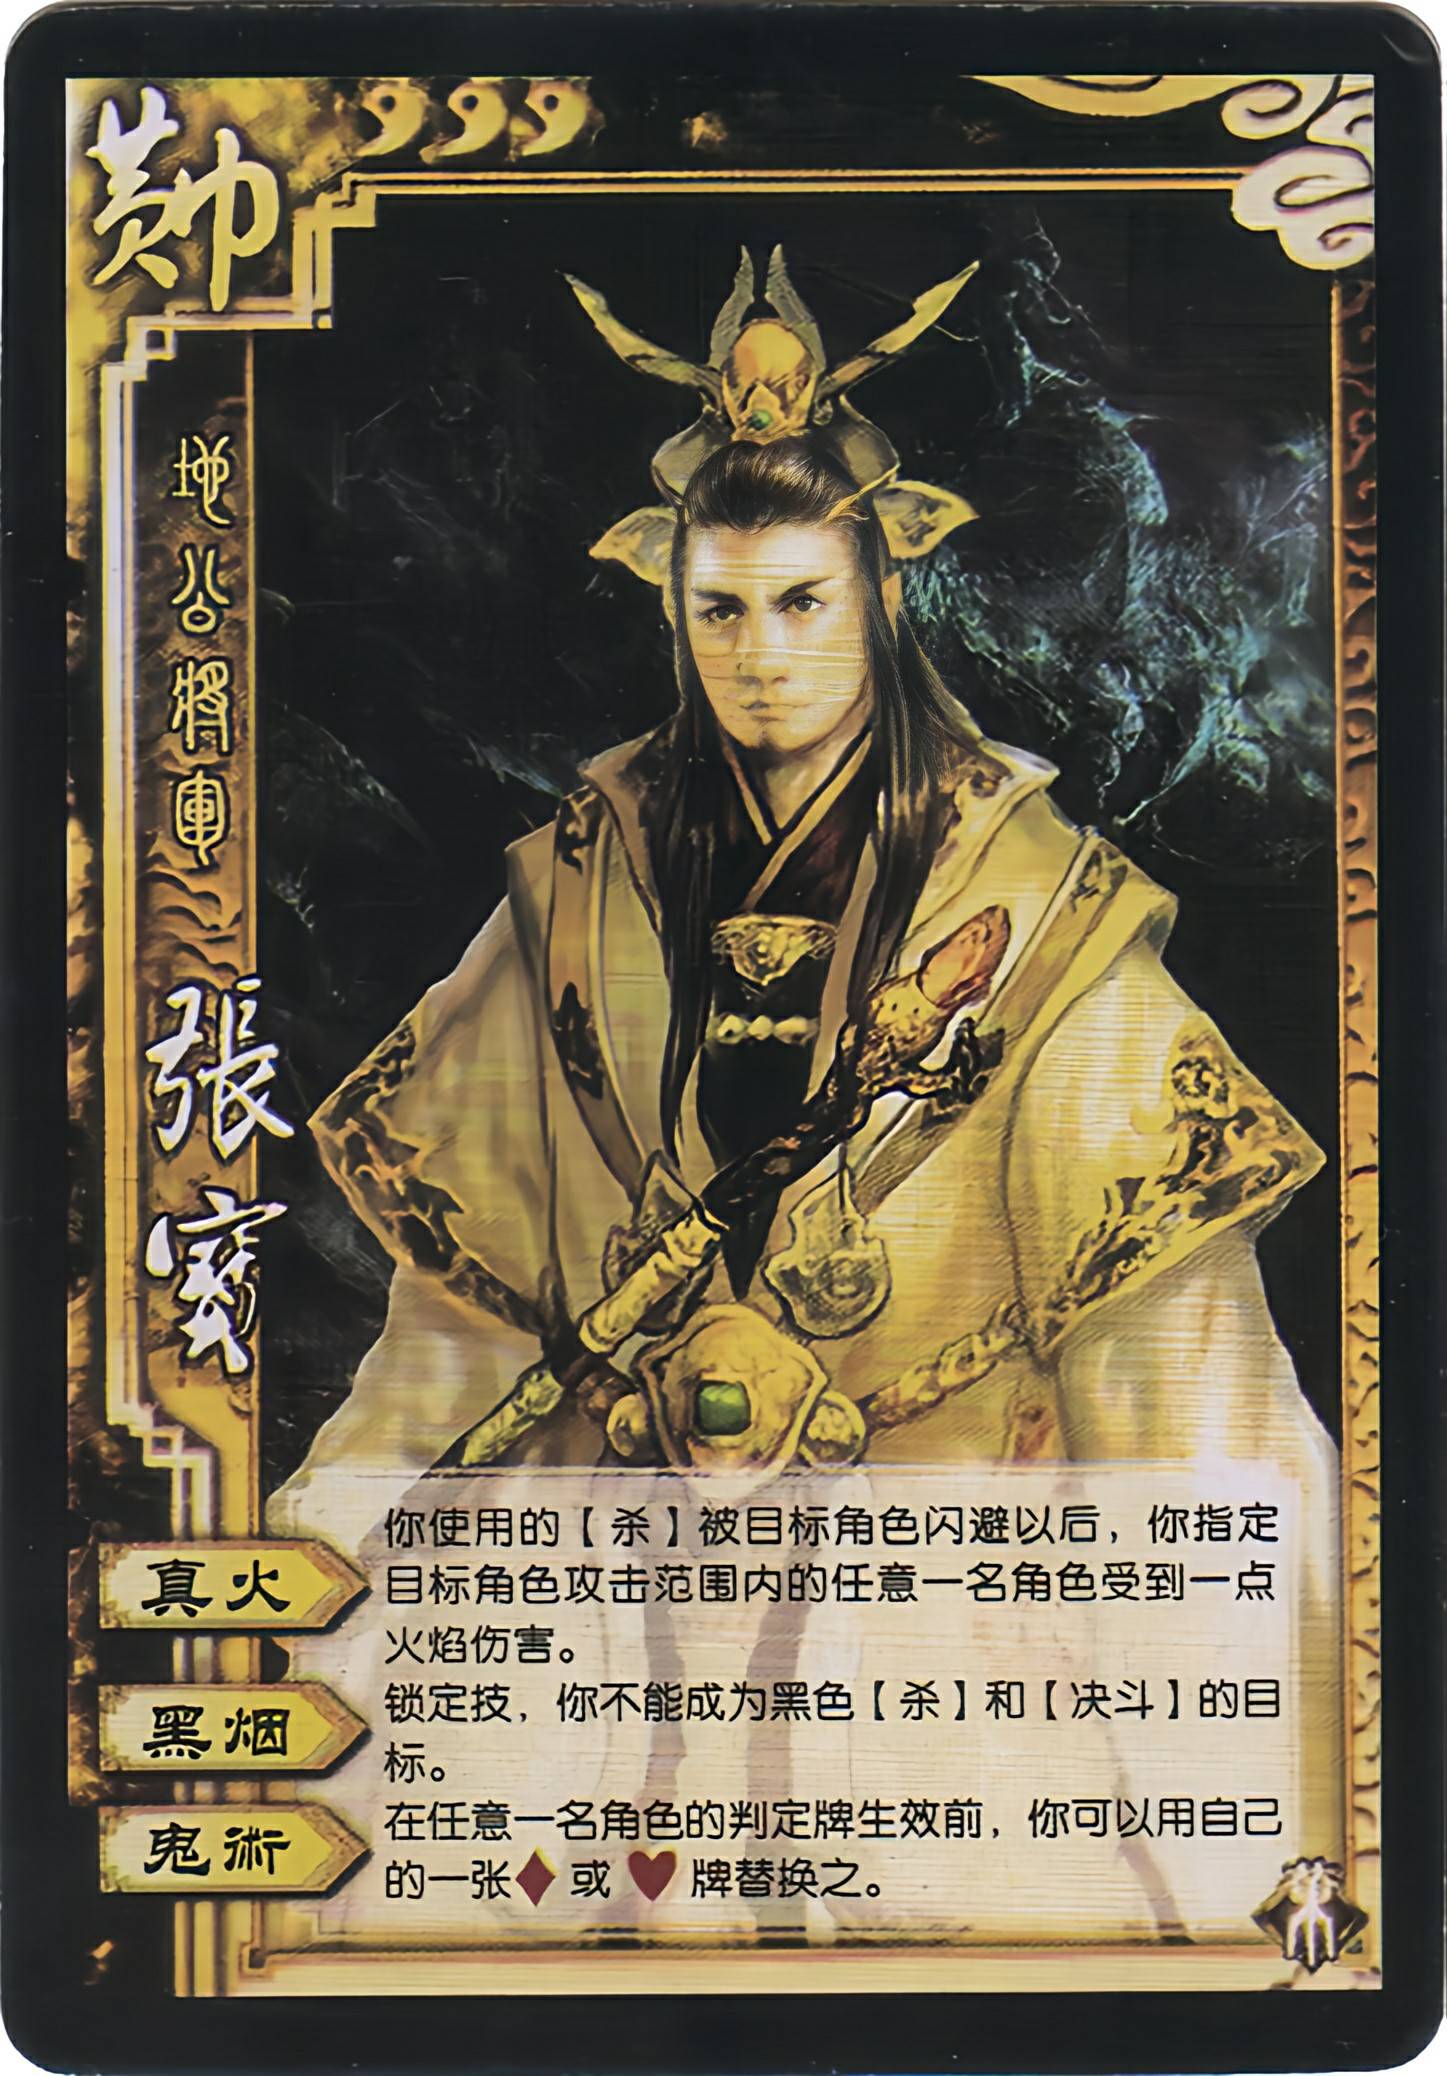 黄巾
地公將軍
張寶
真火
你使用的【杀】被目标角色闪避以后，你指定
目标角色攻击范围内的任意一名角色受到一点
火焰伤害。
黑烟
锁定技，你不能成为黑色【杀】和【决斗】的目
标。
鬼術
在任意一名角色的判定牌生效前，你可以用自己
的一张♦或♥牌替换之。